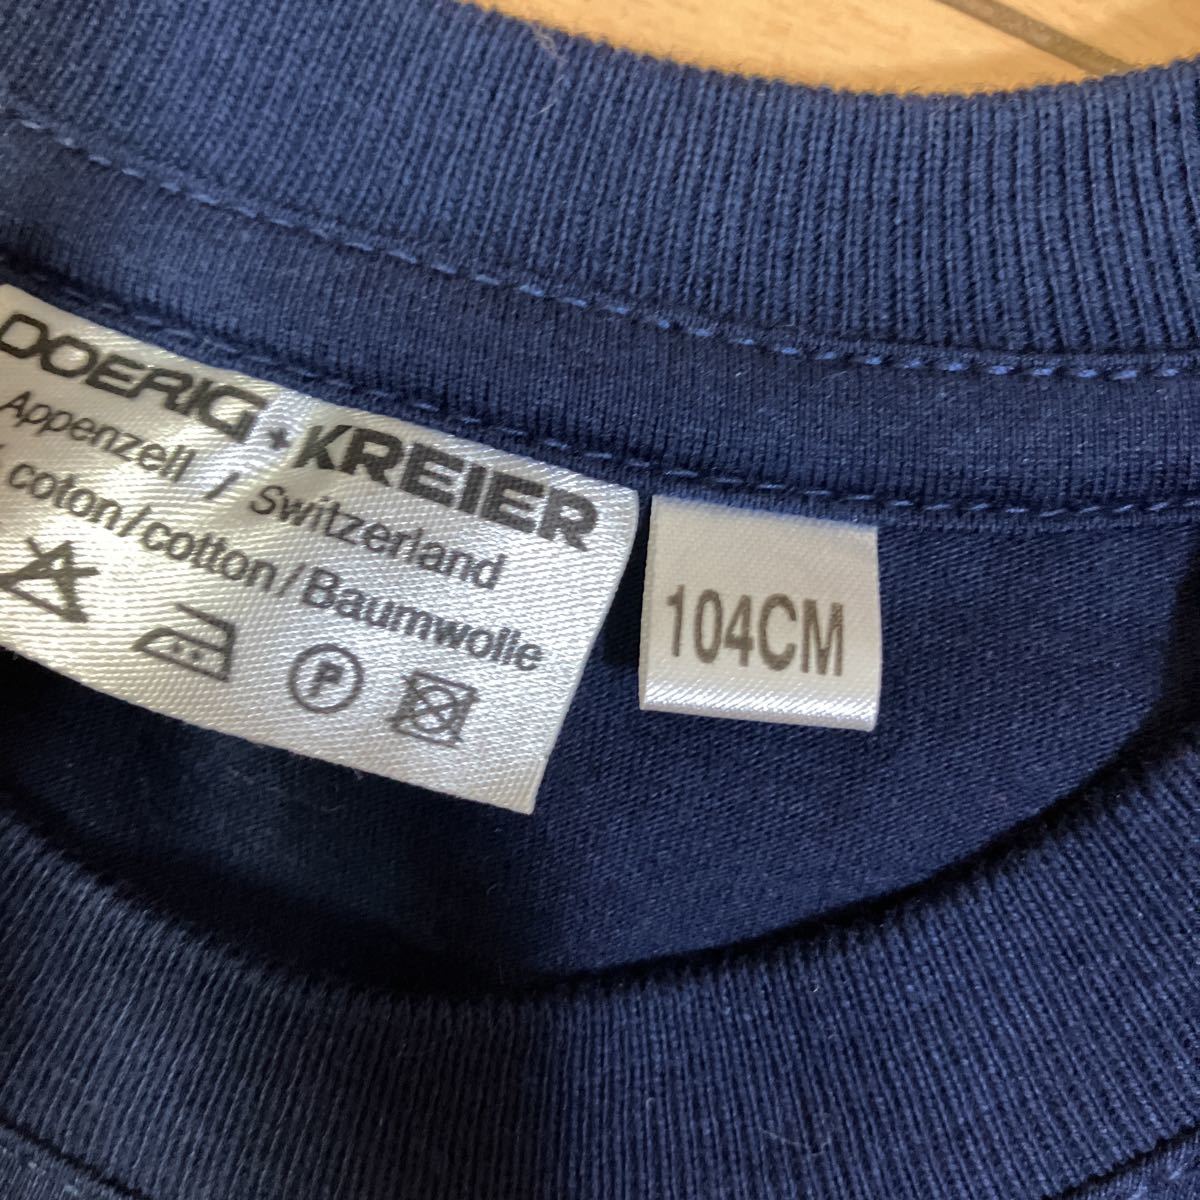 DOERIG + KREIER
Appenzell / Switzerland
coton/cotton/Baumwolle
P
104CM